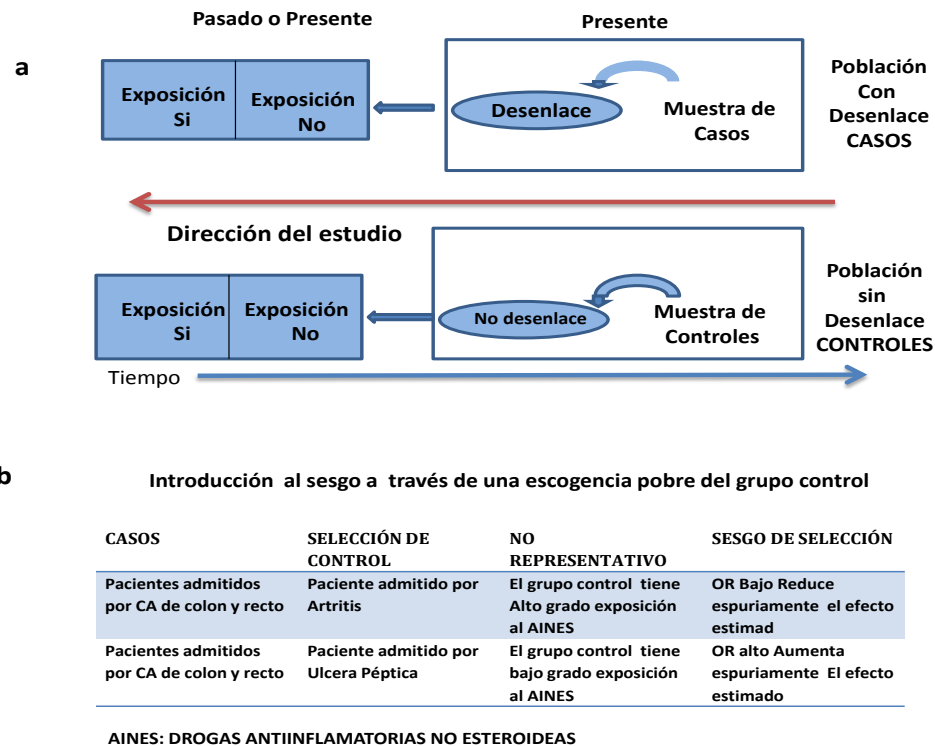 Pasado o Presente
Presente
a
Exposición
Si
Exposición
No
Desenlace
Muestra de
Casos
Población
Con
Desenlace
CASOS
Dirección del estudio
Exposición
Si
Exposición
No
No desenlace
Muestra de
Controles
Población
sin
Desenlace
CONTROLES
Tiempo
b
Introducción al sesgo a través de una escogencia pobre del grupo control
CASOS
SELECCIÓN DE
CONTROL
NO
REPRESENTATIVO
SESGO DE SELECCIÓN
Pacientes admitidos
por CA de colon y recto
Paciente admitido por
Artritis
El grupo control tiene
Alto grado exposición
al AINES
OR Bajo Reduce
espuriamente el efecto
estimad
Pacientes admitidos
por CA de colon y recto
Paciente admitido por
Ulcera Péptica
El grupo control tiene
bajo grado exposición
al AINES
OR alto Aumenta
espuriamente El efecto
estimado
AINES: DROGAS ANTIINFLAMATORIAS NO ESTEROIDEAS